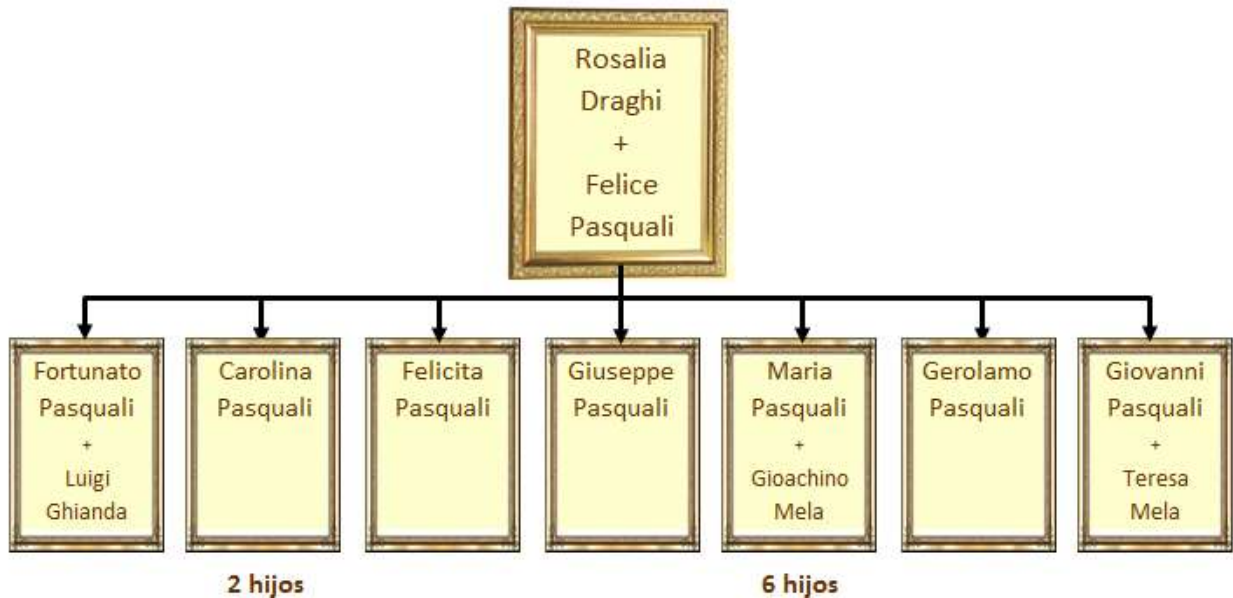 Rosalia
Draghi
+
Felice
Pasquali
Fortunato
Pasquali
+
Luigi
Ghianda
Carolina
Pasquali
Felicita
Pasquali
Giuseppe
Pasquali
Maria
Pasquali
+
Gioachino
Mela
Gerolamo
Pasquali
Giovanni
Pasquali
+
Teresa
Mela
2 hijos
6 hijos